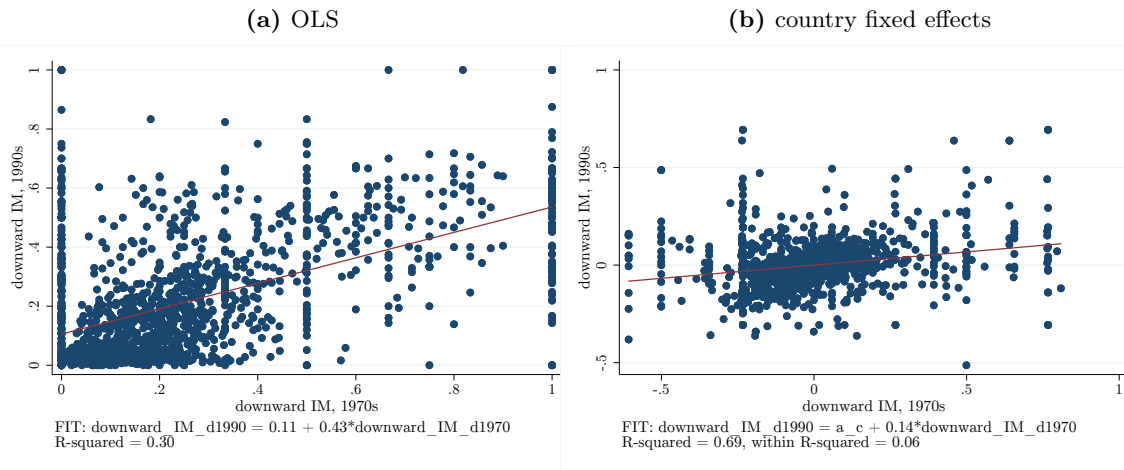 (a) OLS
(b) country fixed effects
downward IM, 1990s
1
.8
.6
.4
.2
0
0 .2 .4 .6 .8 1
downward IM, 1970s
FIT: downward_IM_d1990 = 0.11 + 0.43*downward_IM_d1970
R-squared = 0.30
downward IM, 1990s
1
.5
0
-.5
-.5 0 .5 1
downward IM, 1970s
FIT: downward_IM_d1990 = a_c + 0.14*downward_IM_d1970
R-squared = 0.69, within R-squared = 0.06